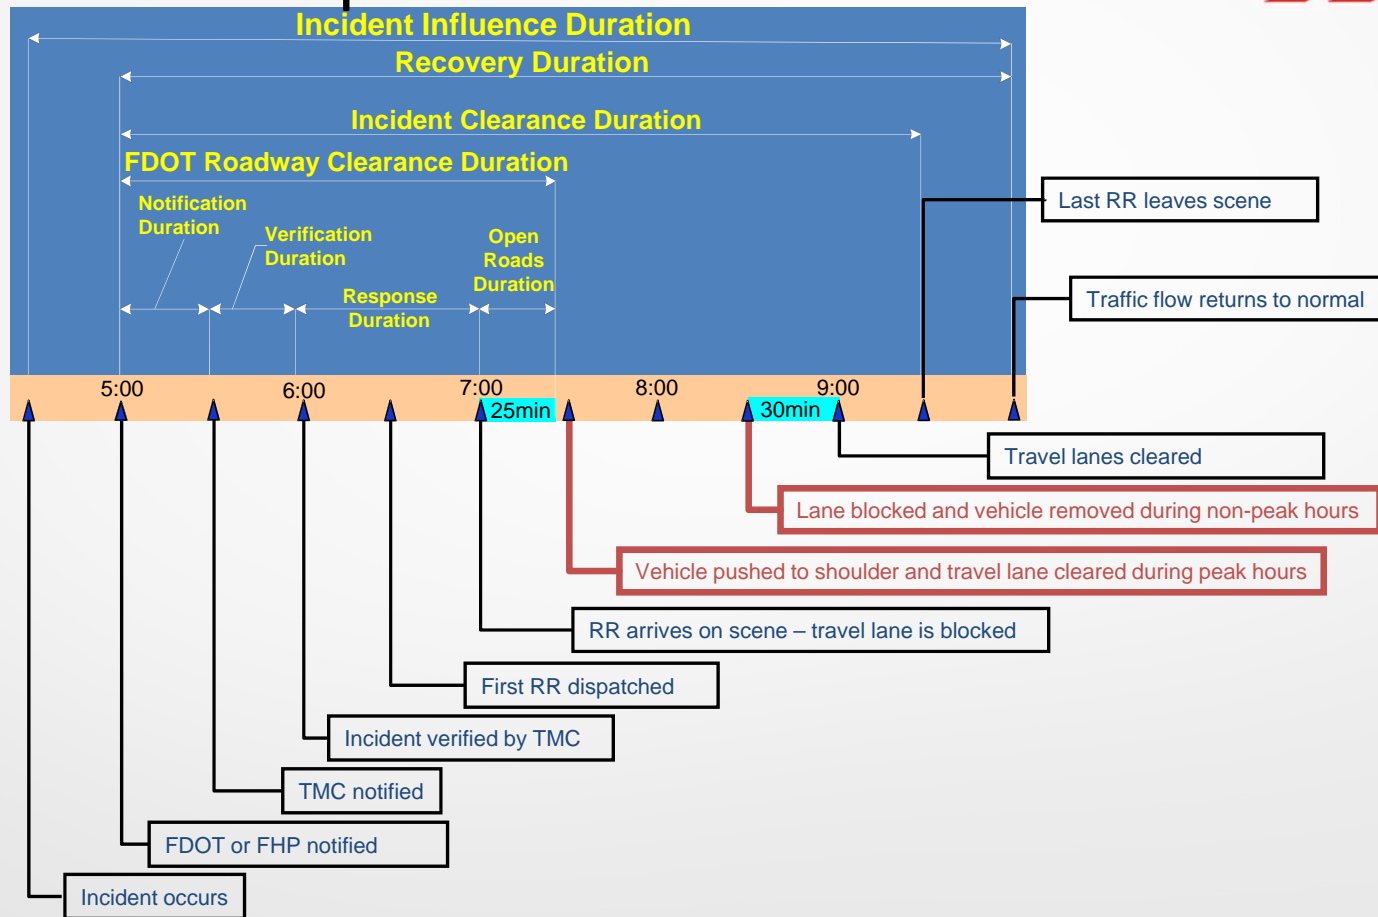 Incident Influence Duration
Recovery Duration
Incident Clearance Duration
FDOT Roadway Clearance Duration
Notification
Duration
Verification
Duration
Response
Duration
Open
Roads
Duration
Last RR leaves scene
Traffic flow returns to normal
5:00
6:00
7:00
8:00
9:00
25min
30min
Travel lanes cleared
Lane blocked and vehicle removed during non-peak hours
Vehicle pushed to shoulder and travel lane cleared during peak hours
RR arrives on scene – travel lane is blocked
First RR dispatched
Incident verified by TMC
TMC notified
FDOT or FHP notified
Incident occurs